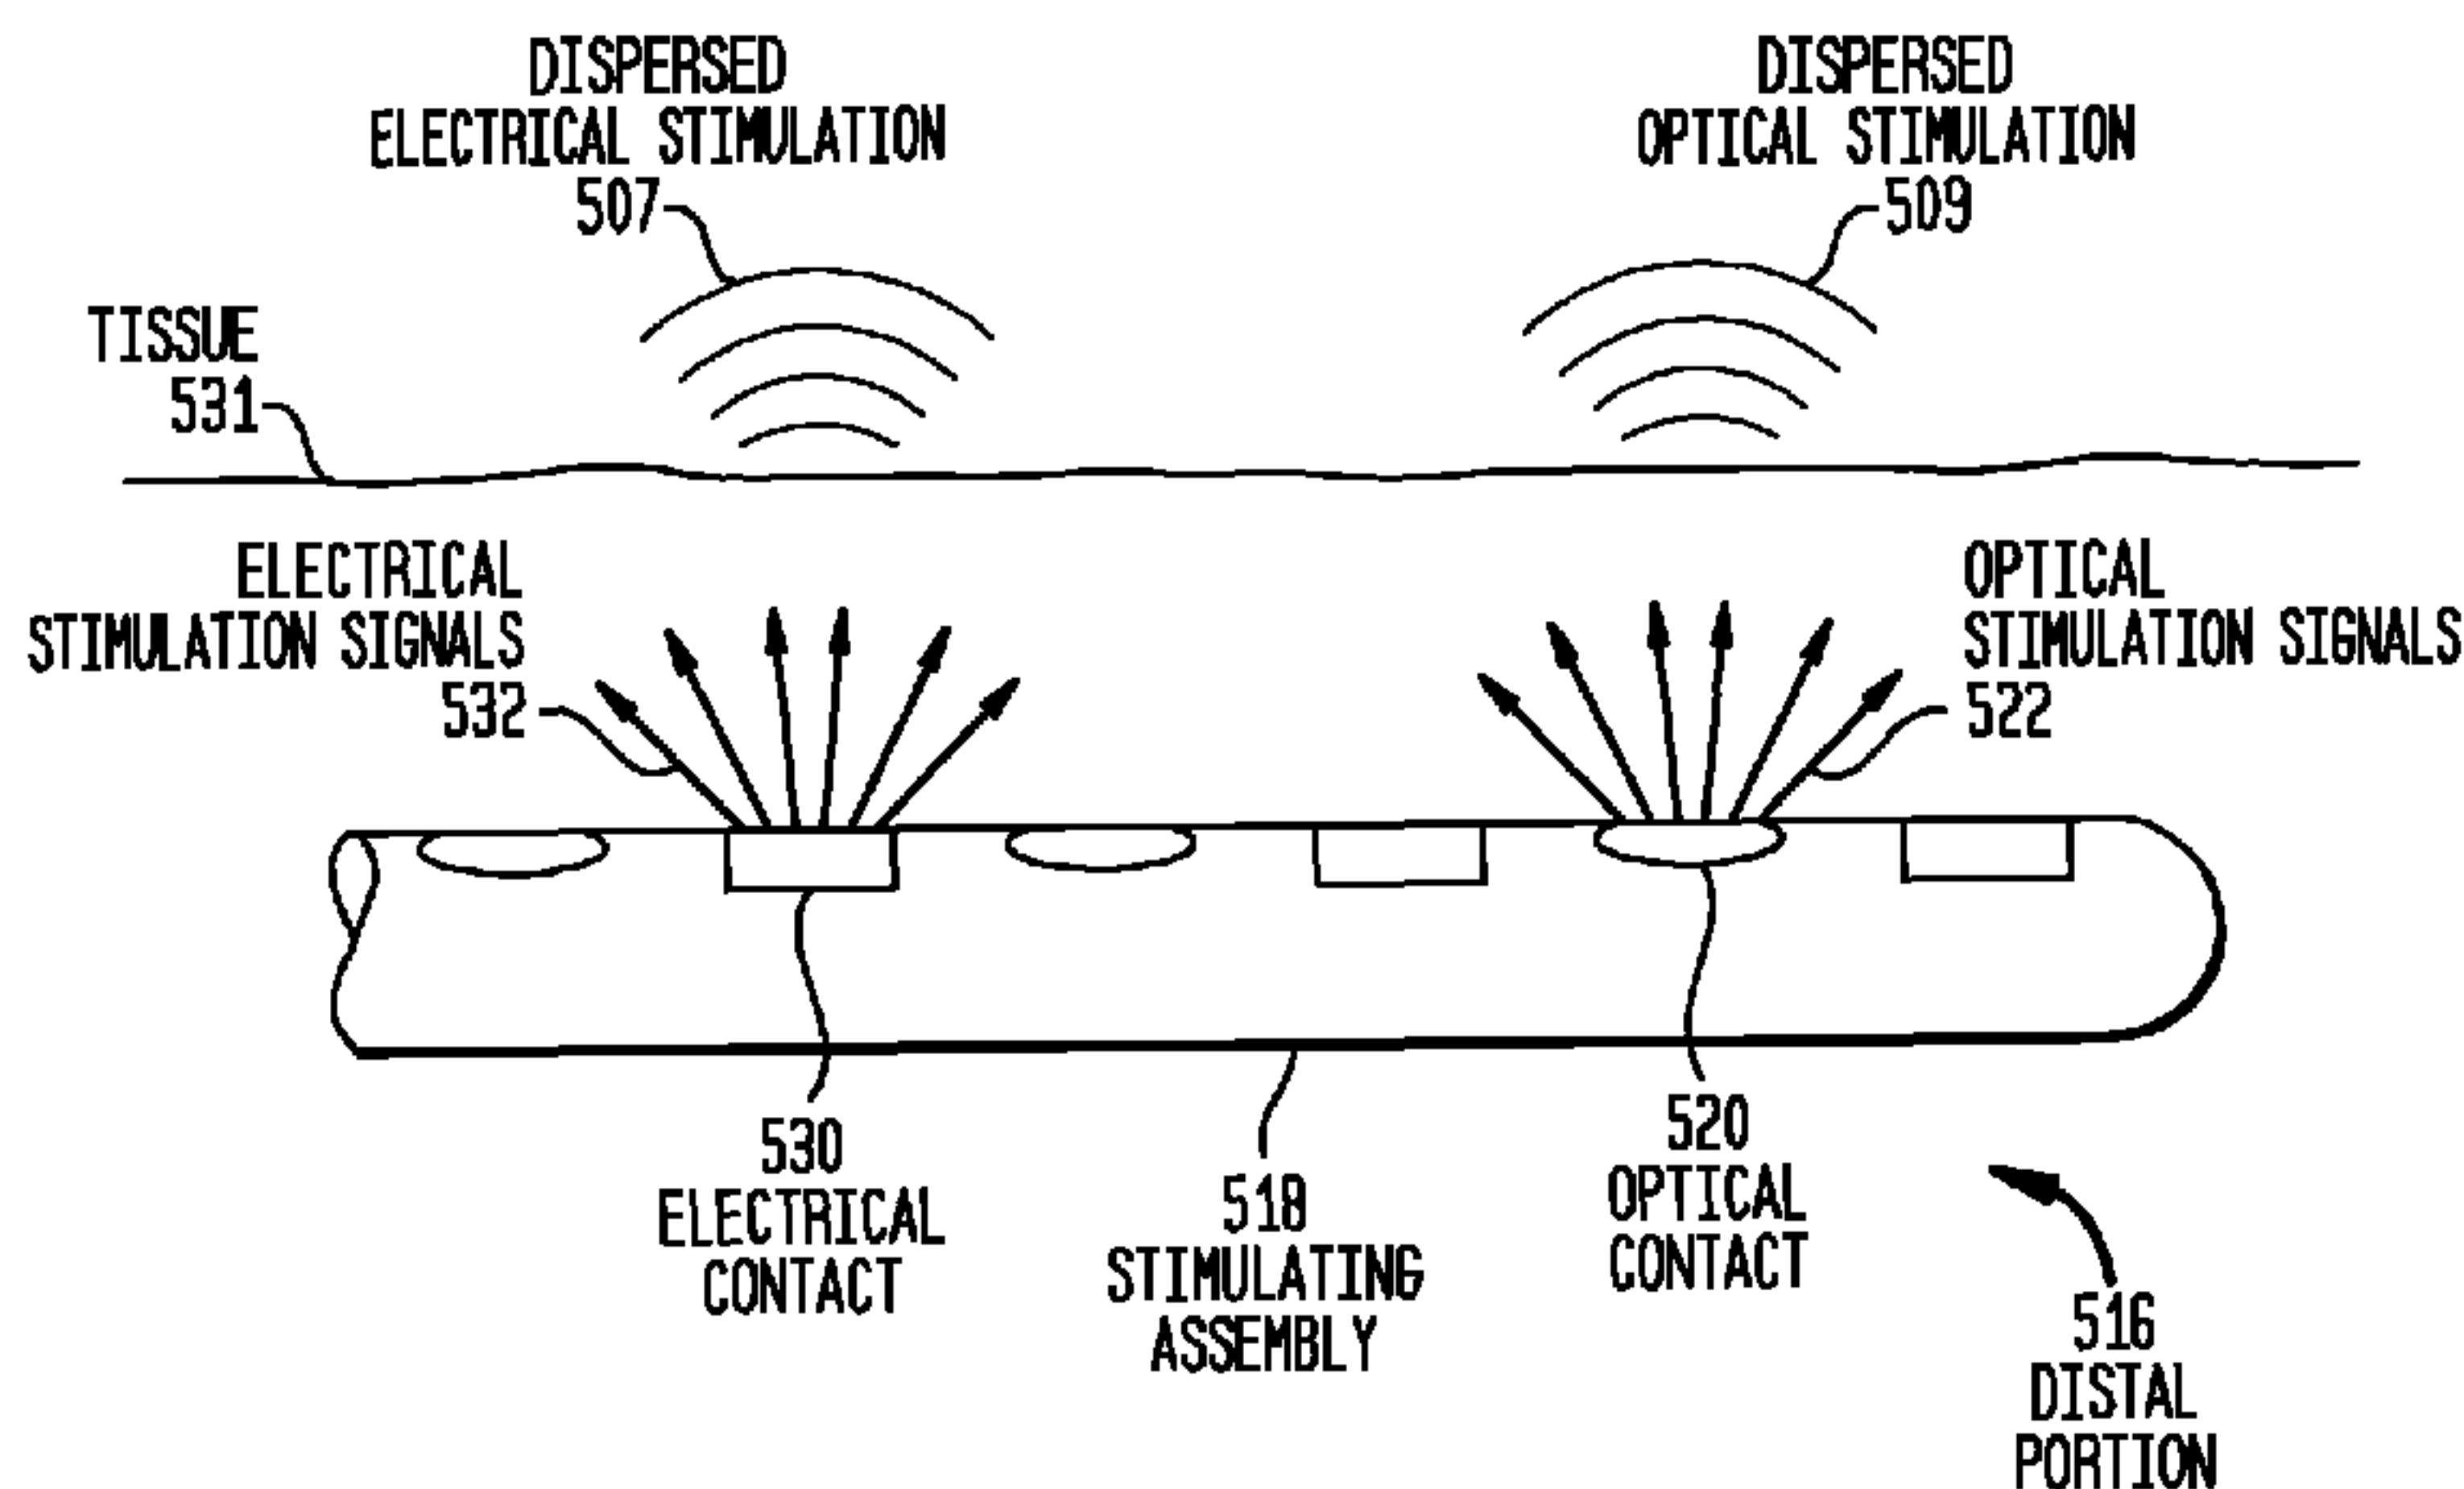 DISPERSED
ELECTRICAL STIMULATION
507
DISPERSED
OPTICAL STIMULATION
509
TISSUE
531
ELECTRICAL
STIMULATION SIGNALS
532
OPTICAL
STIMULATION SIGNALS
522
530
ELECTRICAL
CONTACT
518
STIMULATING
ASSEMBLY
520
OPTICAL
CONTACT
516
DISTAL
PORTION